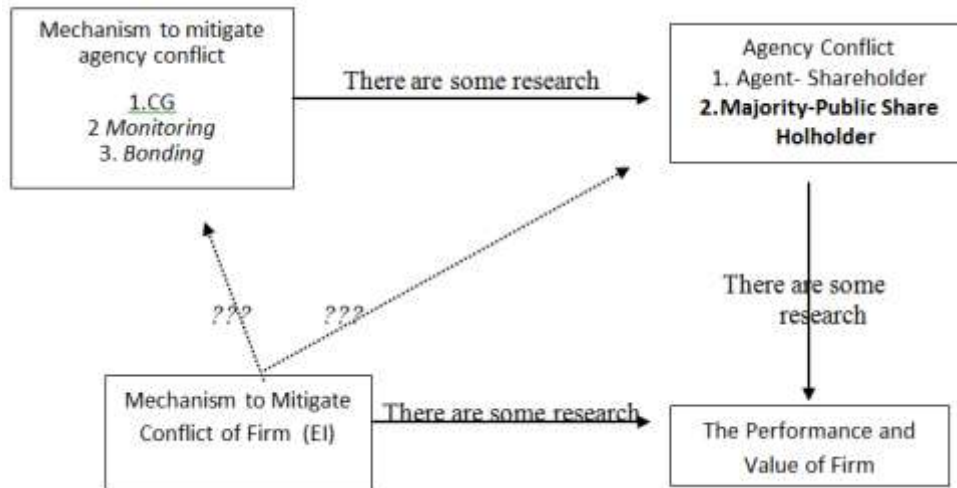 Mechanism to mitigate
agency conflict
1.CG
2 Monitoring
3. Bonding
There are some research
Agency Conflict
1. Agent- Shareholder
2.Majority-Public Share
Holholder
There are some
research
???
???
Mechanism to Mitigate
Conflict of Firm (EI)
There are some research
The Performance and
Value of Firm